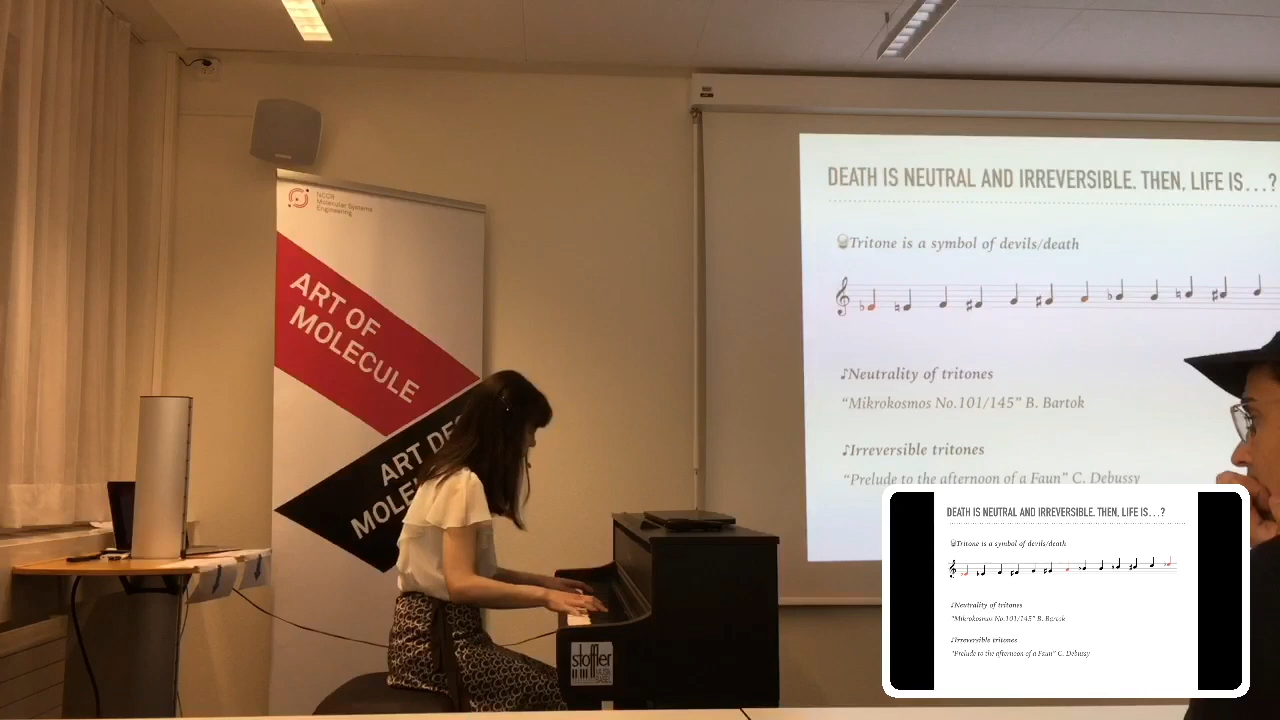 NCCR
Molecular Systems
Engineering
ART OF
MOLECULE
ART DES
MOLE
stoffler
MUSIK
BASEL
DEATH IS NEUTRAL AND IRREVERSIBLE. THEN, LIFE IS...?
Tritone is a symbol of devils/death
♪Neutrality of tritones
“Mikrokosmos No.101/145” B. Bartok
♪Irreversible tritones
“Prelude to the afternoon of a Faun” C. Debussy
DEATH IS NEUTRAL AND IRREVERSIBLE. THEN, LIFE IS...?
Tritone is a symbol of devils/death
♪Neutrality of tritones
“Mikrokosmos No.101/145” B. Bartok
♪Irreversible tritones
“Prelude to the afternoon of a Faun” C. Debussy